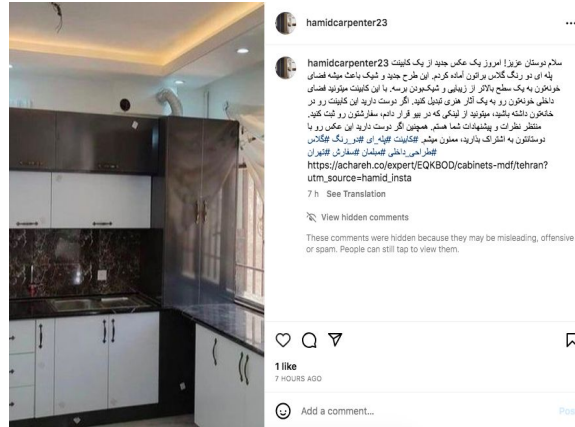 hamidcarpenter23
hamidcarpenter23 سلام دوستان عزیز! امروز یک عکس جدید از یک کابینت
پله ای دو رنگ گلاس براتون آماده کردم. این طرح جدید و شیک باعث میشه فضای
خونه‌تون به یک سطح بالاتر از زیبایی و شیک‌بودن برسه. با این کابینت میتونید فضای
داخلی خونه‌تون رو به یک آثار هنری تبدیل کنید. اگر دوست دارید این کابینت رو در
خانه‌تون داشته باشید، میتونید از لینکی که در بیو قرار دادم، سفارشتون رو ثبت کنید.
منتظر نظرات و پیشنهادات شما هستم. همچنین اگر دوست دارید این عکس رو با
دوستانتون به اشتراک بذارید، ممنون میشم. #کابینت #پله_ای #دو_رنگ #گلاس
#طراحی_داخلی #مبلمان #سفارش #تهران
https://achareh.co/expert/EQKBOD/cabinets-mdf/tehran?
utm_source=hamid_insta
7 h See Translation
View hidden comments
These comments were hidden because they may be misleading, offensive
or spam. People can still tap to view them.
1 like
7 HOURS AGO
Add a comment...